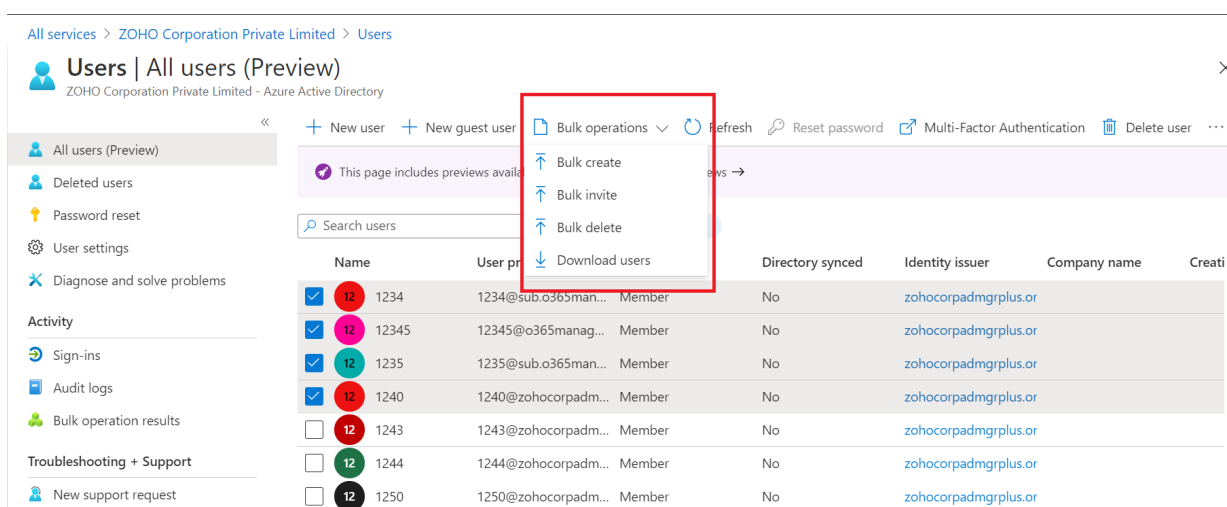 All services > ZOHO Corporation Private Limited > Users
Users | All users (Preview)
ZOHO Corporation Private Limited - Azure Active Directory
New user New guest user Bulk operations Refresh Reset password Multi-Factor Authentication Delete user ...
All users (Preview)
Deleted users
Password reset
User settings
Diagnose and solve problems
Activity
Sign-ins
Audit logs
Bulk operation results
Troubleshooting + Support
New support request
This page includes previews availa ews →
Bulk create
Bulk invite
Bulk delete
Download users
Search users
Name User pr Directory synced Identity issuer Company name Creati
12 1234 1234@sub.o365man... Member No zohocorpadmgrplus.or
12 12345 12345@o365manag... Member No zohocorpadmgrplus.or
12 1235 1235@sub.o365man... Member No zohocorpadmgrplus.or
12 1240 1240@zohocorpadm... Member No zohocorpadmgrplus.or
12 1243 1243@zohocorpadm... Member No zohocorpadmgrplus.or
12 1244 1244@zohocorpadm... Member No zohocorpadmgrplus.or
12 1250 1250@zohocorpadm... Member No zohocorpadmgrplus.or